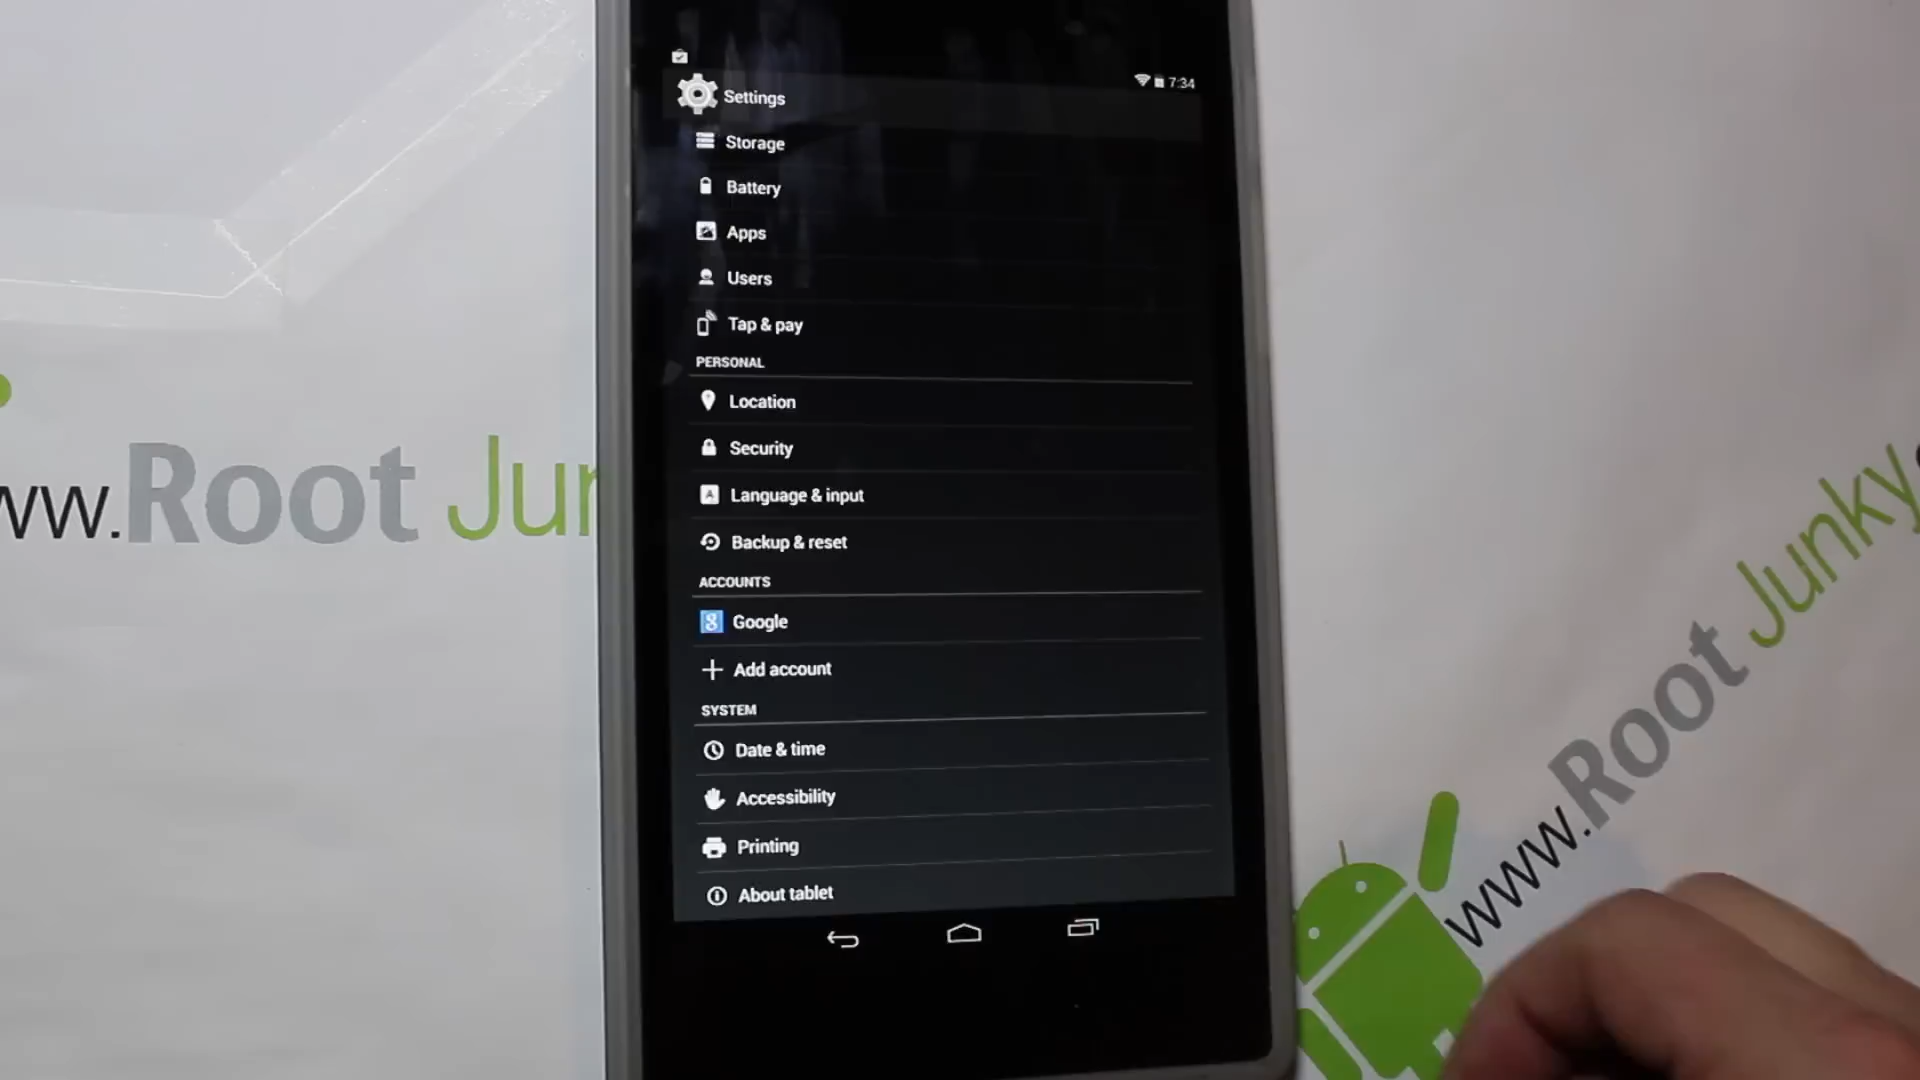 7:34
Settings
Storage
Battery
Apps
Users
Tap & pay
PERSONAL
Location
Security
Language & input
Backup & reset
ACCOUNTS
Google
Add account
SYSTEM
Date & time
Accessibility
Printing
About tablet
ww.Root Jun
www.Root Junky